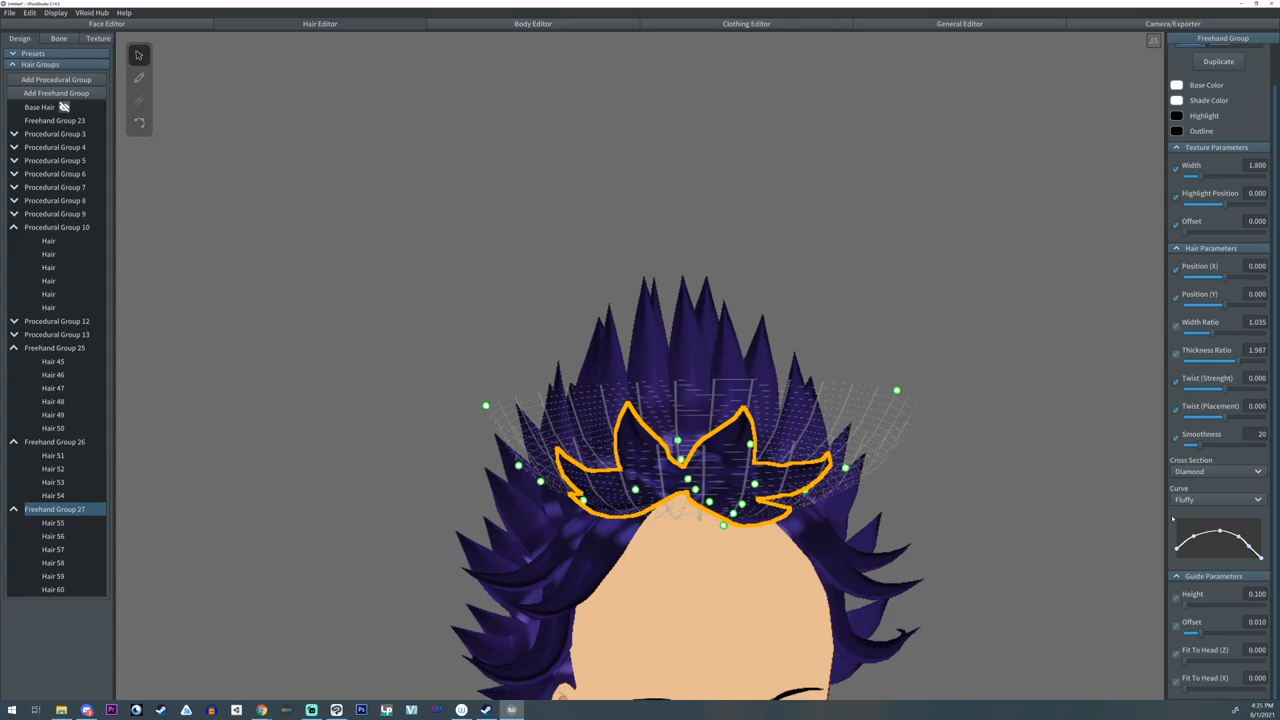 File Edit Display VRoid Hub Help
Face Editor Hair Editor Body Editor Clothing Editor General Editor Camera/Exporter
Design Bone Texture
Presets
Hair Groups
Add Procedural Group
Add Freehand Group
Base Hair
Freehand Group 23
Procedural Group 3
Procedural Group 4
Procedural Group 5
Procedural Group 6
Procedural Group 7
Procedural Group 8
Procedural Group 9
Procedural Group 10
Hair
Hair
Hair
Hair
Hair
Hair
Procedural Group 12
Procedural Group 13
Freehand Group 25
Hair 45
Hair 46
Hair 47
Hair 48
Hair 49
Hair 50
Freehand Group 26
Hair 51
Hair 52
Hair 53
Hair 54
Freehand Group 27
Hair 55
Hair 56
Hair 57
Hair 58
Hair 59
Hair 60
Freehand Group
Duplicate
Base Color
Shade Color
Highlight
Outline
Texture Parameters
Width 1.800
Highlight Position 0.000
Offset 0.000
Hair Parameters
Position (X) 0.000
Position (Y) 0.000
Width Ratio 1.035
Thickness Ratio 1.987
Twist (Strenght) 0.000
Twist (Placement) 0.000
Smoothness 20
Cross Section
Diamond
Curve
Fluffy
Guide Parameters
Height 0.100
Offset 0.010
Fit To Head (Z) 0.000
Fit To Head (X) 0.000
4:35 PM
8/1/2021